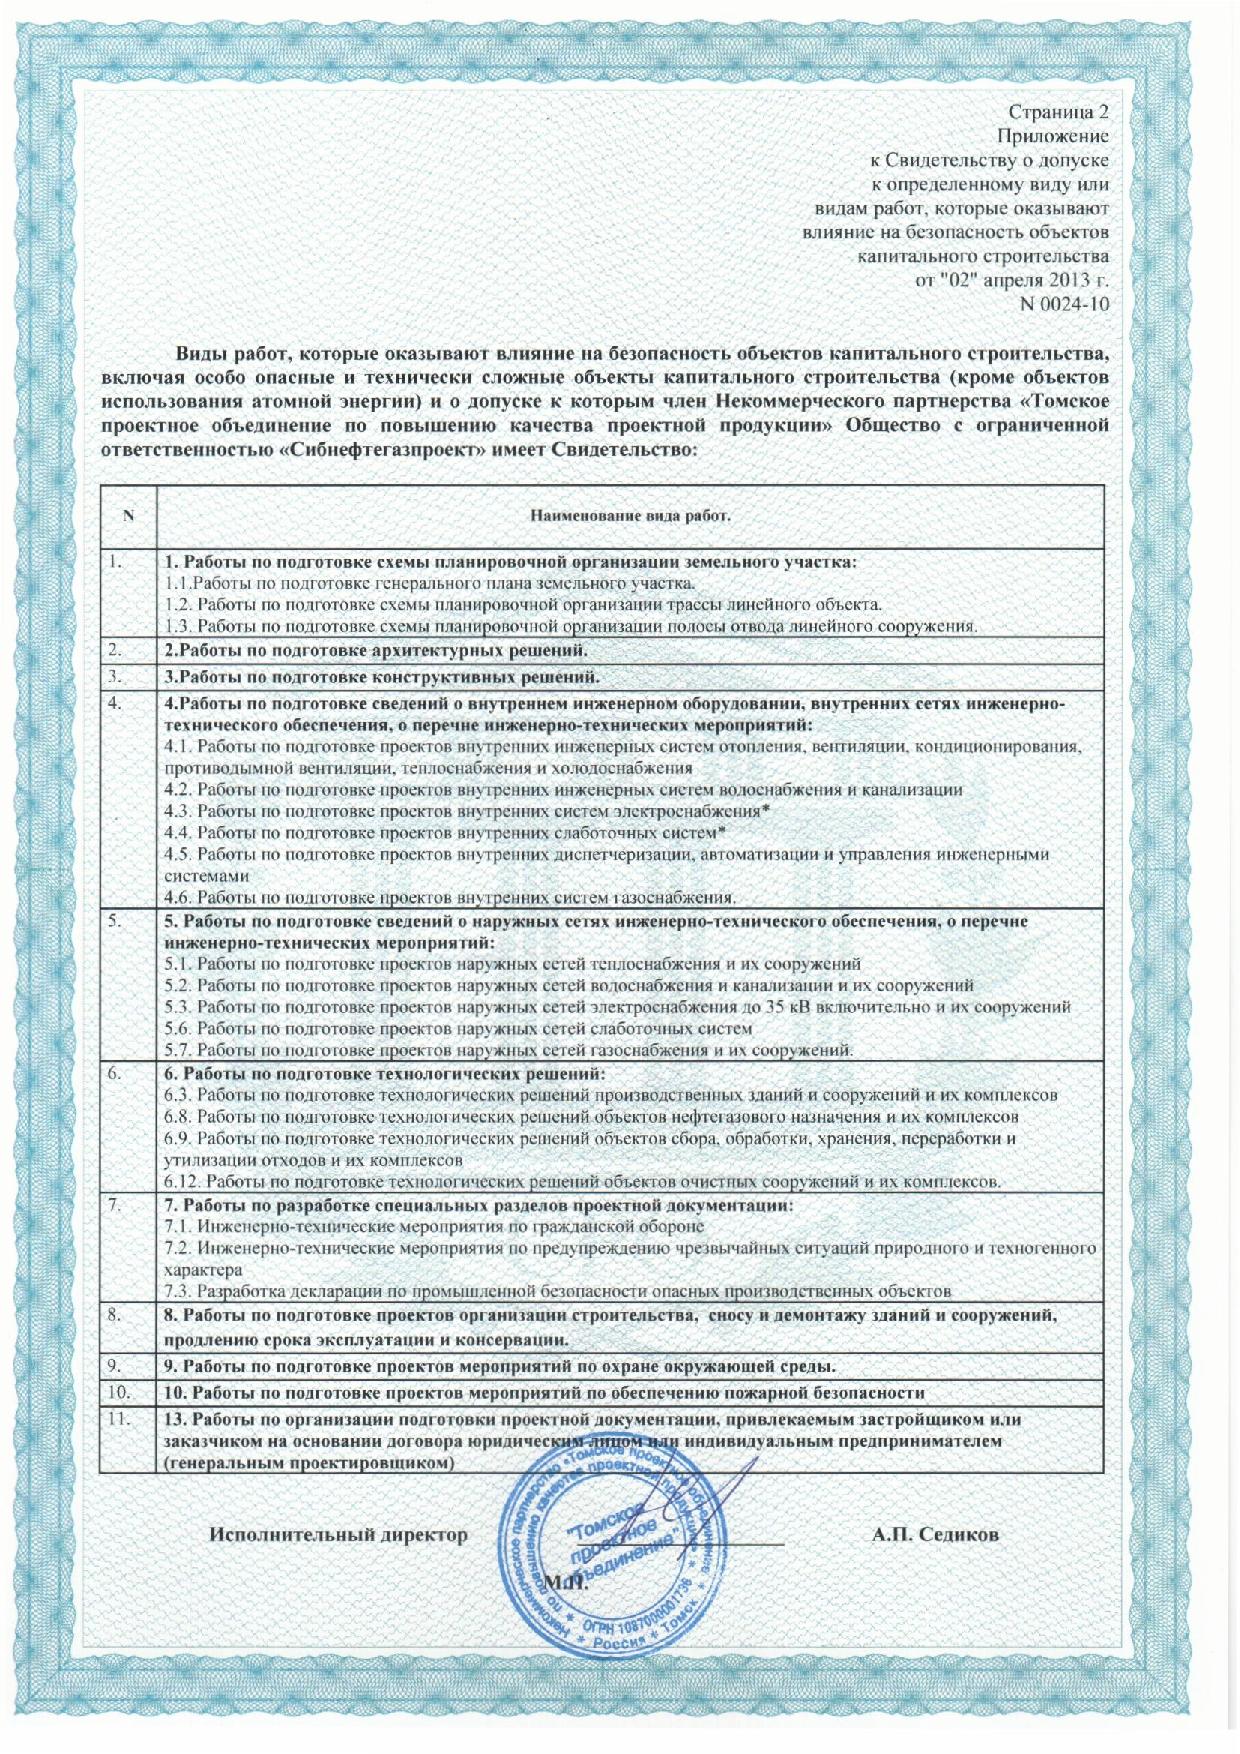 Страница 2
Приложение
к Свидетельству о допуске
к определенному виду или
видам работ, которые оказывают
влияние на безопасность объектов
капитального строительства
от "02" апреля 2013 г.
N 0024-10
Виды работ, которые оказывают влияние на безопасность объектов капитального строительства,
включая особо опасные и технически сложные объекты капитального строительства (кроме объектов
использования атомной энергии) и о допуске к которым член Некоммерческого партнерства «Томское
проектное объединение по повышению качества проектной продукции» Общество с ограниченной
ответственностью «Сибнефтегазпроект» имеет Свидетельство:
N Наименование вида работ.
1. 1. Работы по подготовке схемы планировочной организации земельного участка:
1.1.Работы по подготовке генерального плана земельного участка.
1.2. Работы по подготовке схемы планировочной организации трассы линейного объекта.
1.3. Работы по подготовке схемы планировочной организации полосы отвода линейного сооружения.
2. 2.Работы по подготовке архитектурных решений.
3. 3.Работы по подготовке конструктивных решений.
4. 4.Работы по подготовке сведений о внутреннем инженерном оборудовании, внутренних сетях инженерно-
технического обеспечения, о перечне инженерно-технических мероприятий:
4.1. Работы по подготовке проектов внутренних инженерных систем отопления, вентиляции, кондиционирования,
противодымной вентиляции, теплоснабжения и холодоснабжения
4.2. Работы по подготовке проектов внутренних инженерных систем водоснабжения и канализации
4.3. Работы по подготовке проектов внутренних систем электроснабжения*
4.4. Работы по подготовке проектов внутренних слаботочных систем*
4.5. Работы по подготовке проектов внутренних диспетчеризации, автоматизации и управления инженерными
системами
4.6. Работы по подготовке проектов внутренних систем газоснабжения.
5. 5. Работы по подготовке сведений о наружных сетях инженерно-технического обеспечения, о перечне
инженерно-технических мероприятий:
5.1. Работы по подготовке проектов наружных сетей теплоснабжения и их сооружений
5.2. Работы по подготовке проектов наружных сетей водоснабжения и канализации и их сооружений
5.3. Работы по подготовке проектов наружных сетей электроснабжения до 35 кВ включительно и их сооружений
5.6. Работы по подготовке проектов наружных сетей слаботочных систем
5.7. Работы по подготовке проектов наружных сетей газоснабжения и их сооружений.
6. 6. Работы по подготовке технологических решений:
6.3. Работы по подготовке технологических решений производственных зданий и сооружений и их комплексов
6.8. Работы по подготовке технологических решений объектов нефтегазового назначения и их комплексов
6.9. Работы по подготовке технологических решений объектов сбора, обработки, хранения, переработки и
утилизации отходов и их комплексов
6.12. Работы по подготовке технологических решений объектов очистных сооружений и их комплексов.
7. 7. Работы по разработке специальных разделов проектной документации:
7.1. Инженерно-технические мероприятия по гражданской обороне
7.2. Инженерно-технические мероприятия по предупреждению чрезвычайных ситуаций природного и техногенного
характера
7.3. Разработка декларации по промышленной безопасности опасных производственных объектов
8. 8. Работы по подготовке проектов организации строительства, сносу и демонтажу зданий и сооружений,
продлению срока эксплуатации и консервации.
9. 9. Работы по подготовке проектов мероприятий по охране окружающей среды.
10. 10. Работы по подготовке проектов мероприятий по обеспечению пожарной безопасности
11. 13. Работы по организации подготовки проектной документации, привлекаемым застройщиком или
заказчиком на основании договора юридическим лицом или индивидуальным предпринимателем
(генеральным проектировщиком)
Исполнительный директор А.П. Седиков
М.П.
Некоммерческое партнерство «Томское проектное объединение
по повышению качества проектной продукции»
"Томское
проектное
объединение"
ОГРН 1087000001736
Россия * Томск